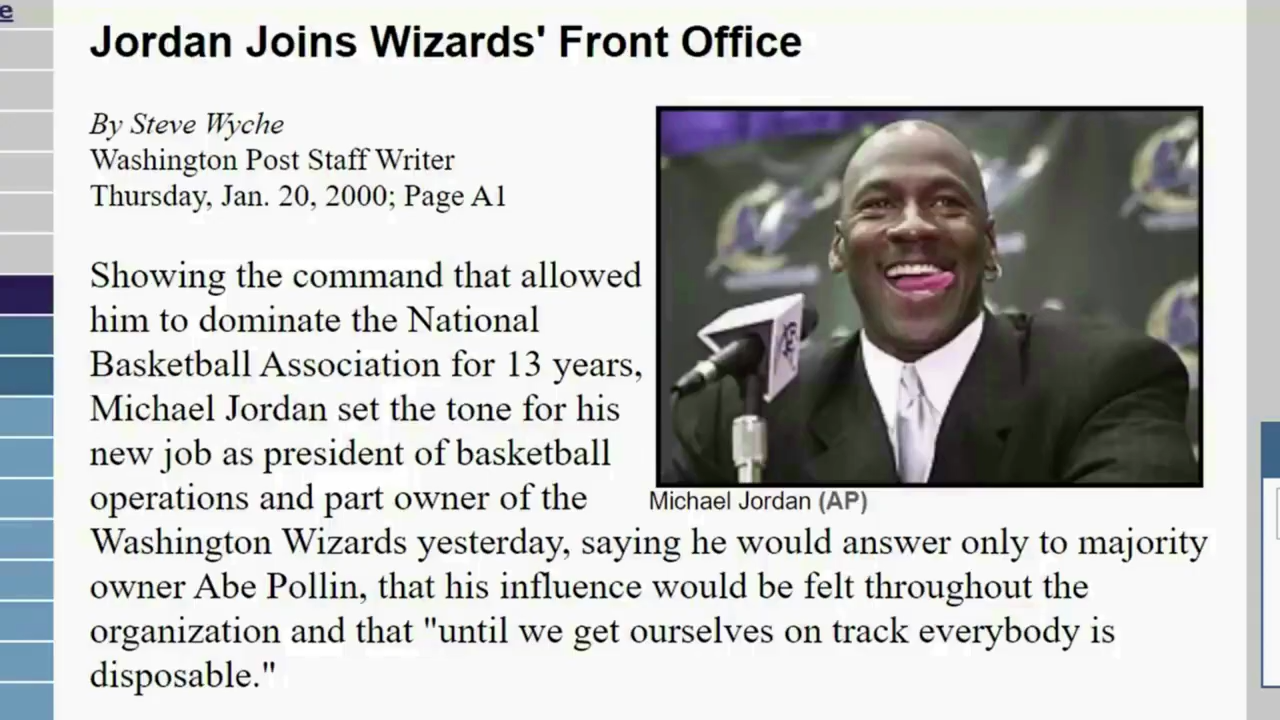 e
Jordan Joins Wizards' Front Office
By Steve Wyche
Washington Post Staff Writer
Thursday, Jan. 20, 2000; Page A1
Showing the command that allowed
him to dominate the National
Basketball Association for 13 years,
Michael Jordan set the tone for his
new job as president of basketball
operations and part owner of the
Michael Jordan (AP)
Washington Wizards yesterday, saying he would answer only to majority
owner Abe Pollin, that his influence would be felt throughout the
organization and that "until we get ourselves on track everybody is
disposable."